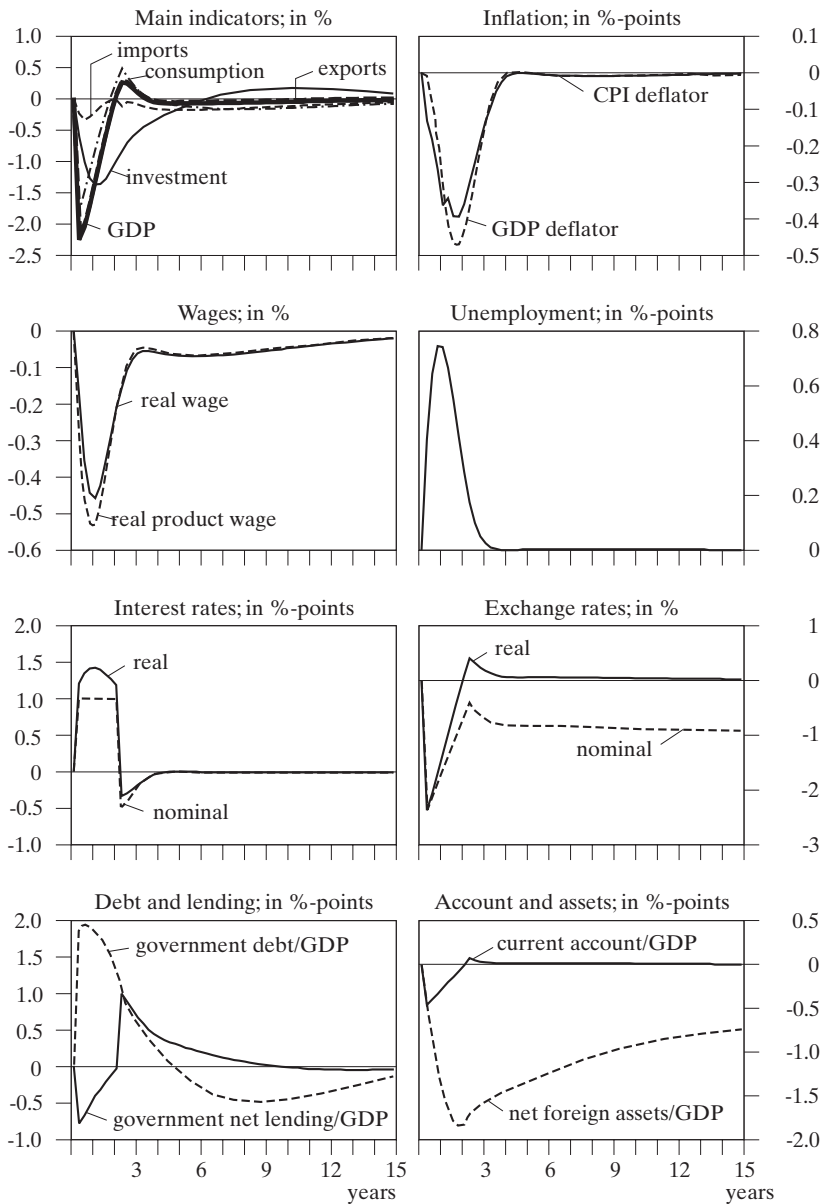 Main indicators; in %
1.0
0.5
0
-0.5
-1.0
-1.5
-2.0
-2.5
imports
consumption
exports
investment
GDP
Inflation; in %-points
0.1
0
-0.1
-0.2
-0.3
-0.4
-0.5
CPI deflator
GDP deflator
Wages; in %
0
-0.1
-0.2
-0.3
-0.4
-0.5
-0.6
real wage
real product wage
Unemployment; in %-points
0.8
0.6
0.4
0.2
0
Interest rates; in %-points
2.0
1.5
1.0
0.5
0
-0.5
-1.0
real
nominal
Exchange rates; in %
1
0
-1
-2
-3
real
nominal
Debt and lending; in %-points
2.0
1.5
1.0
0.5
0
-0.5
-1.0
government debt/GDP
government net lending/GDP
3 6 9 12 15
years
Account and assets; in %-points
0.5
0
-0.5
-1.0
-1.5
-2.0
current account/GDP
net foreign assets/GDP
3 6 9 12 15
years